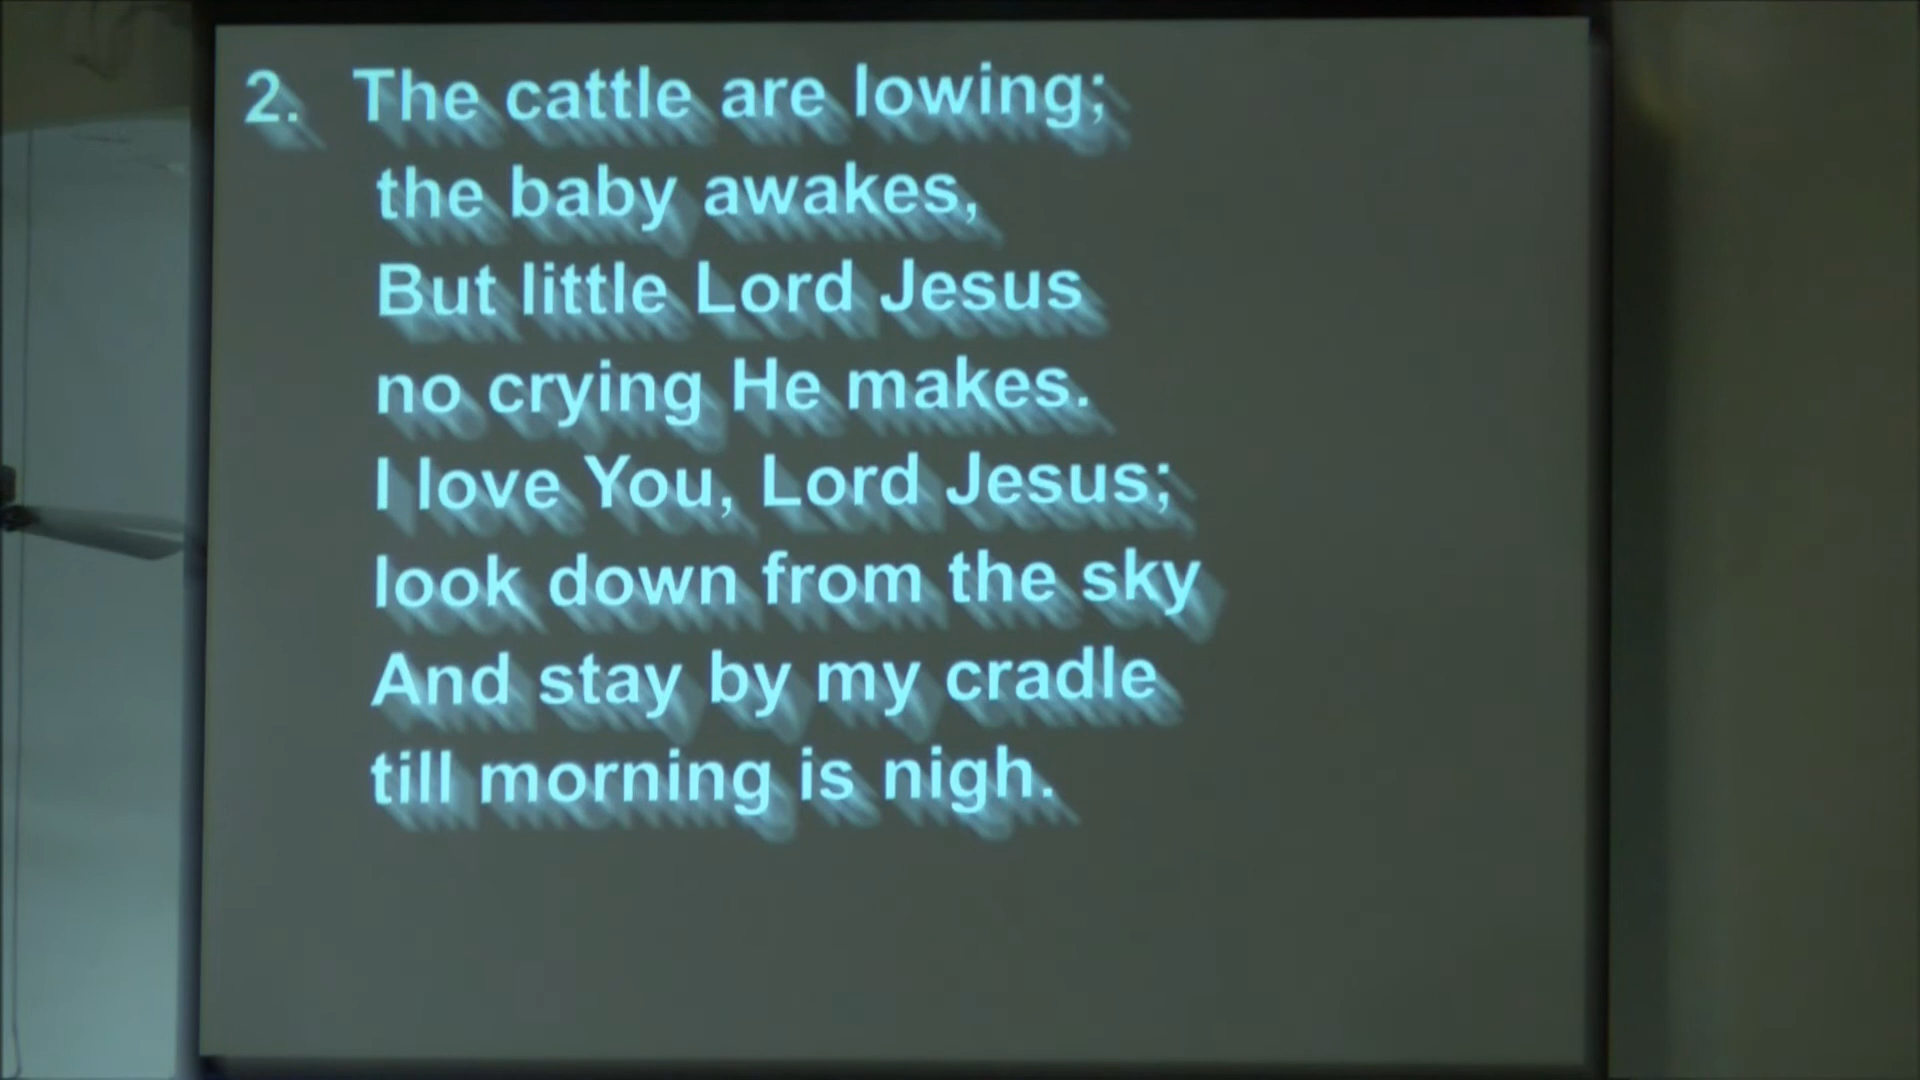 2. The cattle are lowing;
the baby awakes,
But little Lord Jesus
no crying He makes.
I love You, Lord Jesus;
look down from the sky
And stay by my cradle
till morning is nigh.